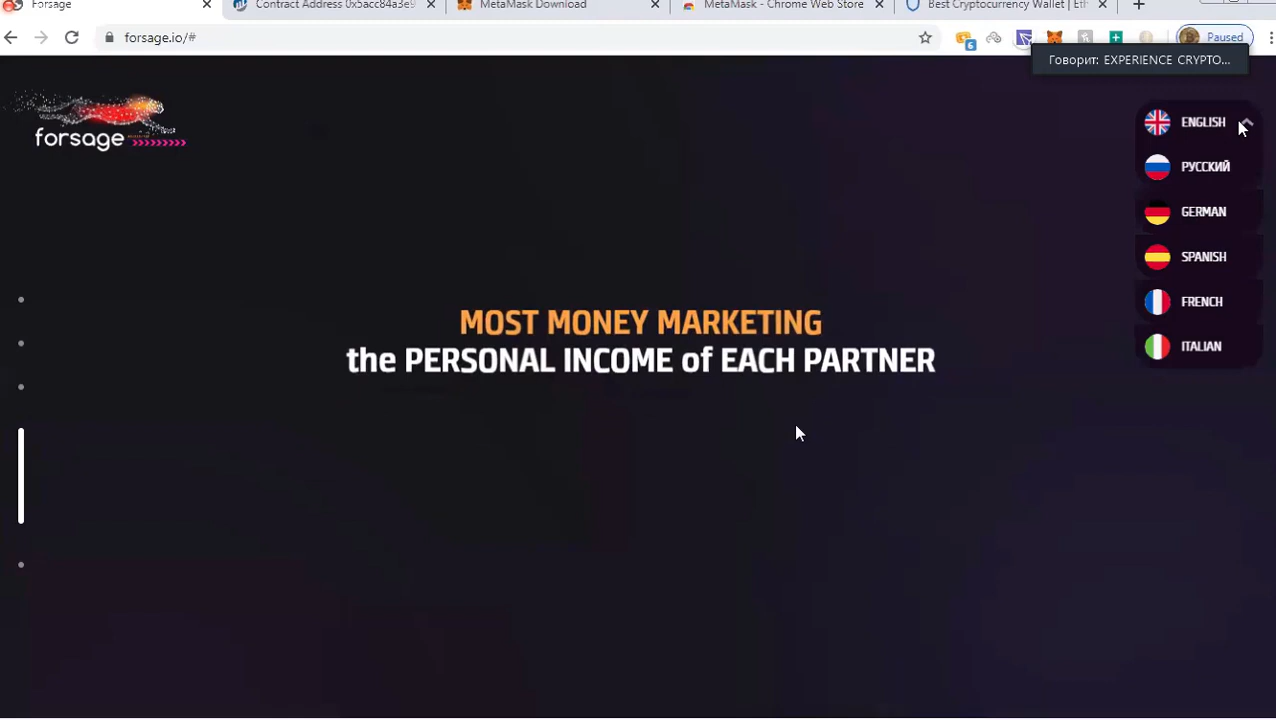 Forsage
Contract Address 0x5acc84a3e9
MetaMask Download
MetaMask - Chrome Web Store
Best Cryptocurrency Wallet | Eth
forsage.io/#
6
Paused
Говорит: EXPERIENCE CRYPTO...
forsage
ENGLISH
РУССКИЙ
GERMAN
SPANISH
FRENCH
ITALIAN
MOST MONEY MARKETING
the PERSONAL INCOME of EACH PARTNER